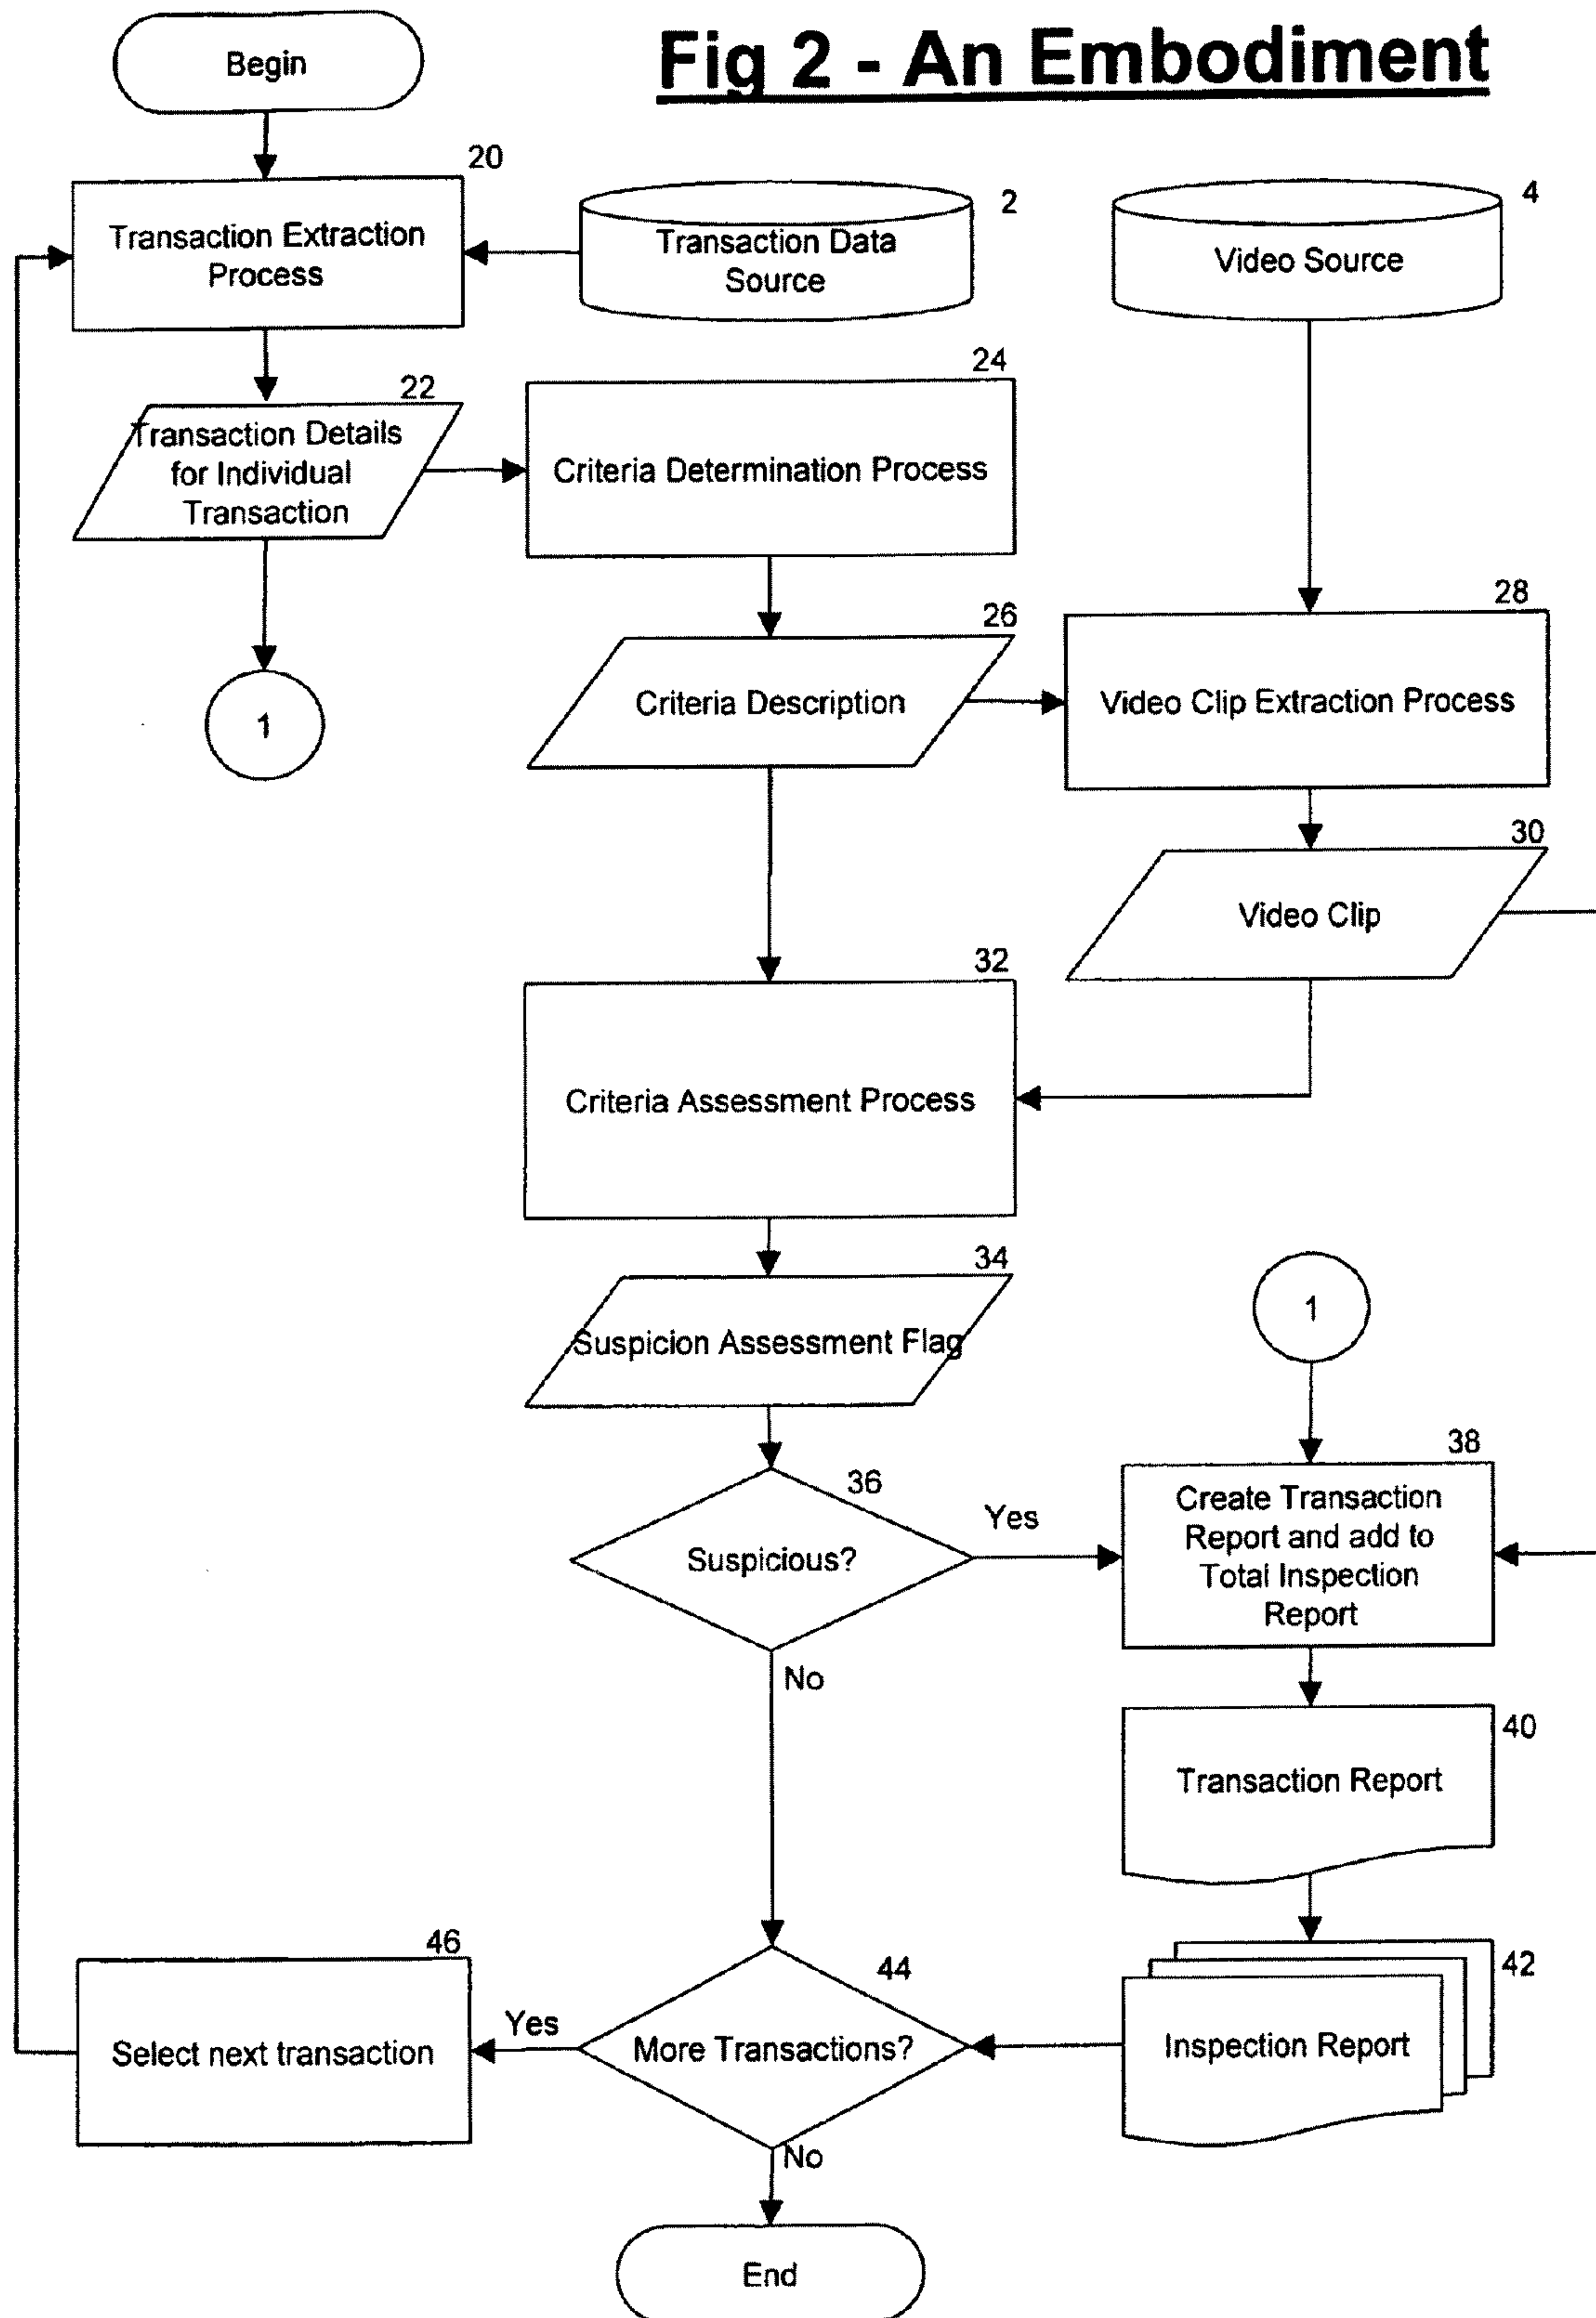 Fig 2 - An Embodiment
Begin
20
Transaction Extraction
Process
2
Transaction Data
Source
4
Video Source
22
Transaction Details
for Individual
Transaction
24
Criteria Determination Process
1
26
Criteria Description
28
Video Clip Extraction Process
30
Video Clip
32
Criteria Assessment Process
34
Suspicion Assessment Flag
1
36
Suspicious?
Yes
No
38
Create Transaction
Report and add to
Total Inspection
Report
40
Transaction Report
42
Inspection Report
44
More Transactions?
Yes
No
46
Select next transaction
End